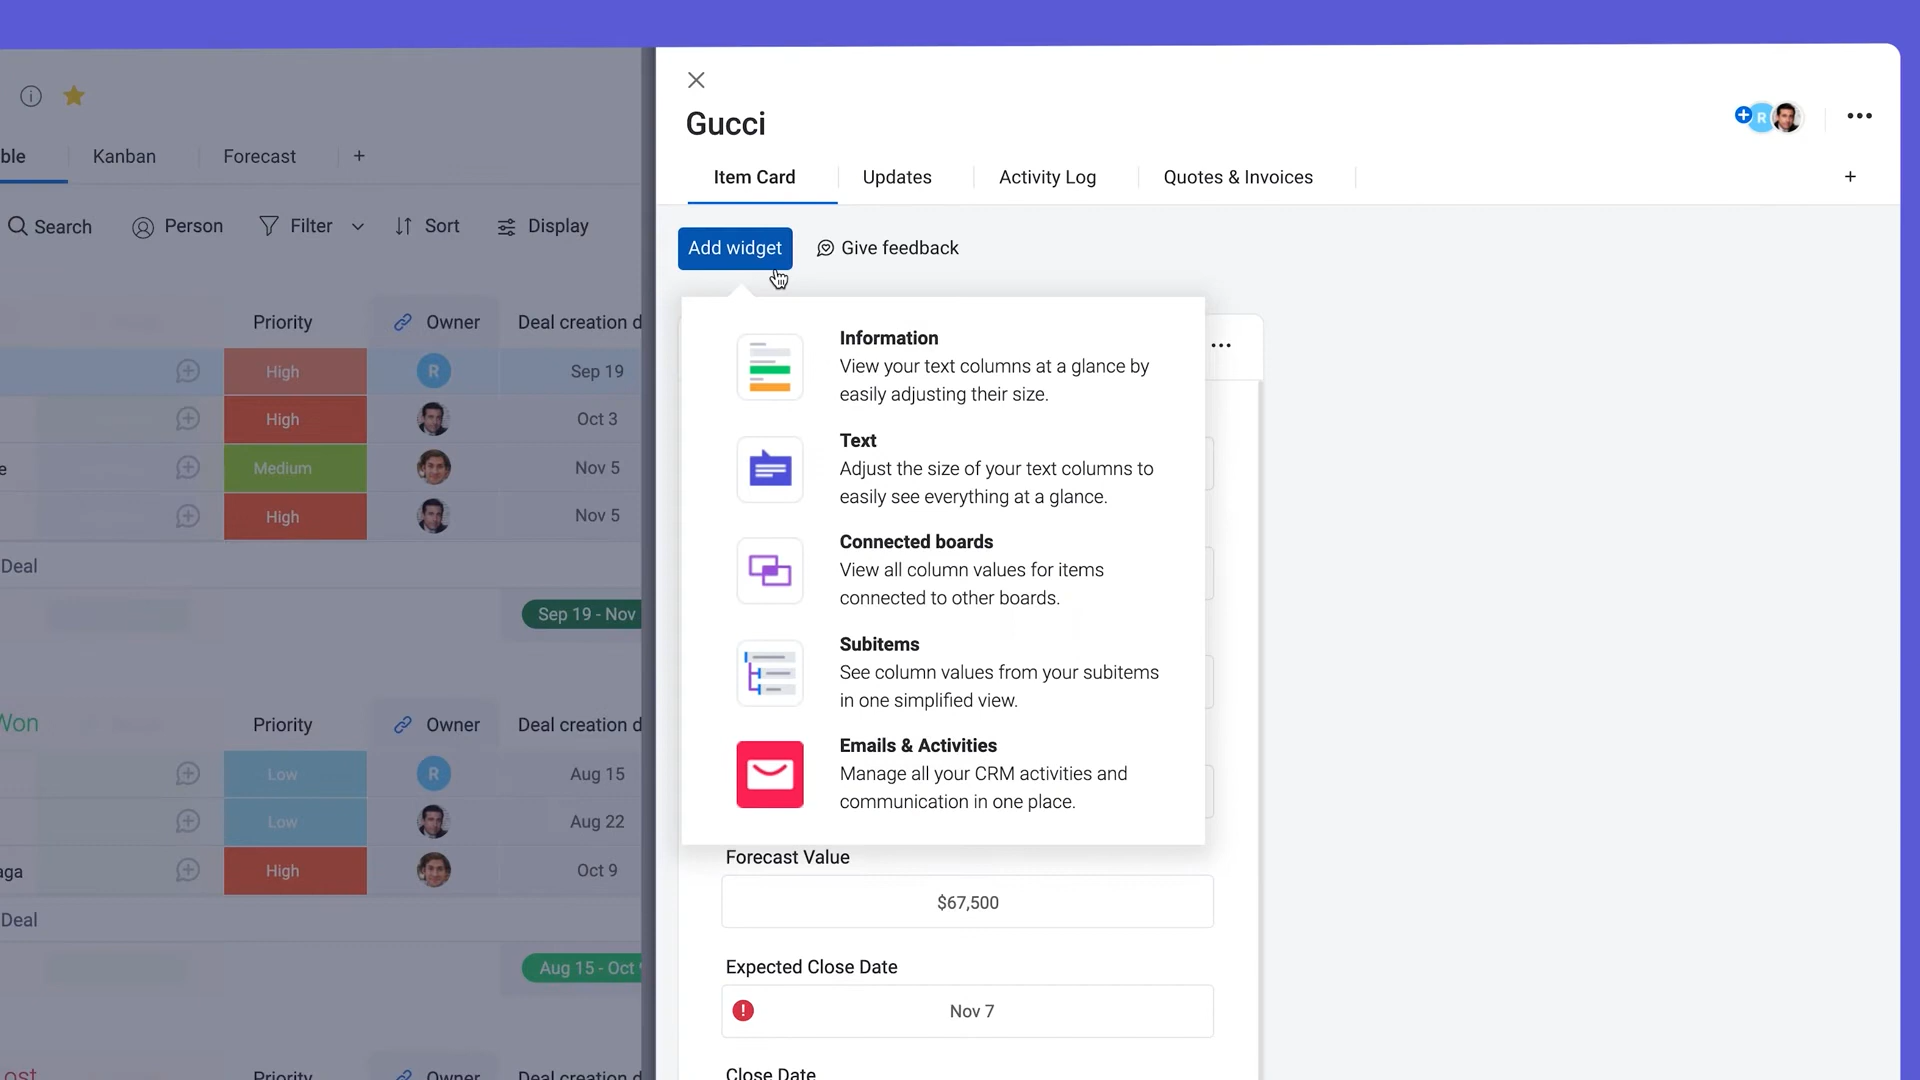 Gucci
R
ble
Kanban
Forecast
+
Item Card
Updates
Activity Log
Quotes & Invoices
+
Search
Person
Filter
Sort
Display
Add widget
Give feedback
Priority
Owner
Deal creation d
High
R
Sep 19
High
Oct 3
e
Medium
Nov 5
High
Nov 5
Deal
Sep 19 - Nov
Won
Priority
Owner
Deal creation d
Low
R
Aug 15
Low
Aug 22
aga
High
Oct 9
Deal
Aug 15 - Oct
ost
Priority
Owner
Deal creation d
Information
View your text columns at a glance by
easily adjusting their size.
Text
Adjust the size of your text columns to
easily see everything at a glance.
Connected boards
View all column values for items
connected to other boards.
Subitems
See column values from your subitems
in one simplified view.
Emails & Activities
Manage all your CRM activities and
communication in one place.
Forecast Value
$67,500
Expected Close Date
! Nov 7
Close Date